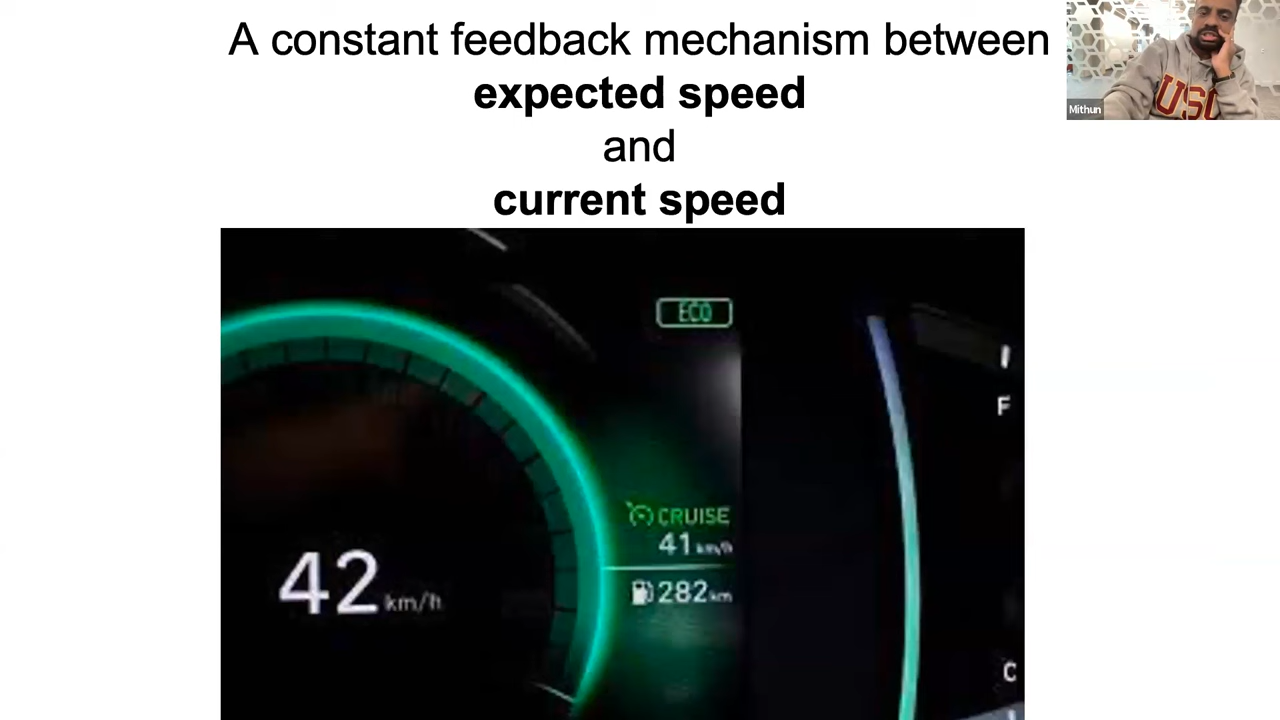 A constant feedback mechanism between
expected speed
and
current speed
Mithun
USC
ECO
F
CRUISE
41 km/h
42 km/h
282 km
C